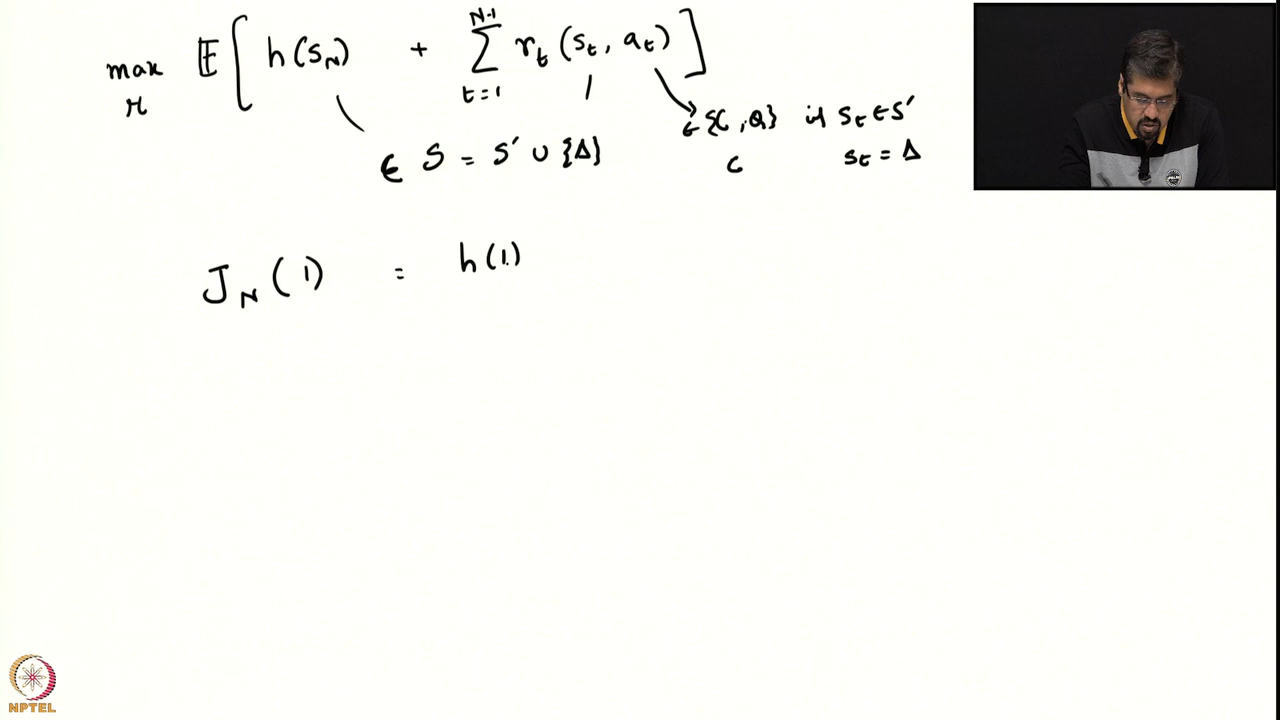 max π E[ h(S_N) + Σ_{t=1}^{N-1} r_t (s_t, a_t) ]
∈ S = S' ∪ {Δ}
∈ {C, Q} if s_t ∈ S'
C s_t = Δ
J_N (1) = h(1)
NPTEL